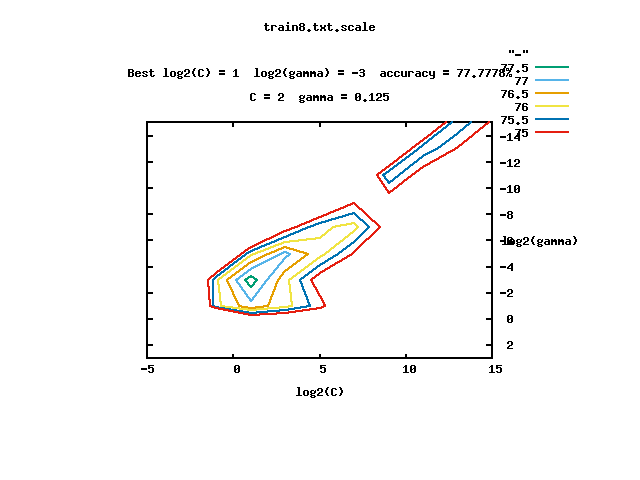 train8.txt.scale
"-"
Best log2(C) = 1 log2(gamma) = -3 accuracy = 77.7778%
77.5
77
76.5
C = 2 gamma = 0.125
76
75.5
75
-14
-12
-10
-8
-6
log2(gamma)
-4
-2
0
2
-5 0 5 10 15
log2(C)